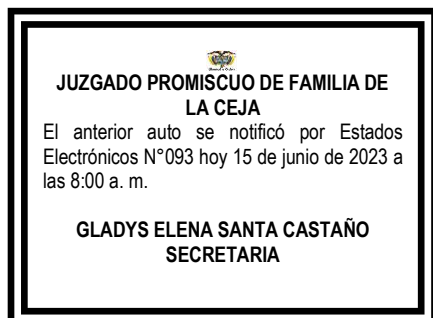 JUZGADO PROMISCUO DE FAMILIA DE
LA CEJA
El anterior auto se notificó por Estados
Electrónicos N°093 hoy 15 de junio de 2023 a
las 8:00 a. m.
GLADYS ELENA SANTA CASTAÑO
SECRETARIA